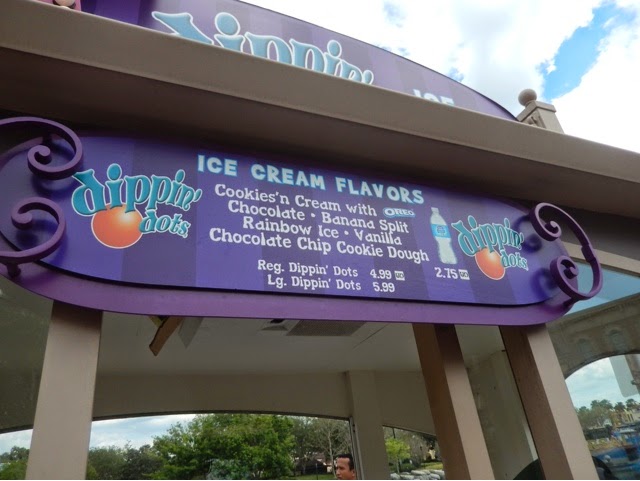 dippin'
ICE
dippin' dots
ICE CREAM FLAVORS
Cookies'n Cream with OREO
Chocolate • Banana Split
Rainbow Ice • Vanilla
Chocolate Chip Cookie Dough
Reg. Dippin' Dots 4.99
Lg. Dippin' Dots 5.99
2.75
dippin' dots